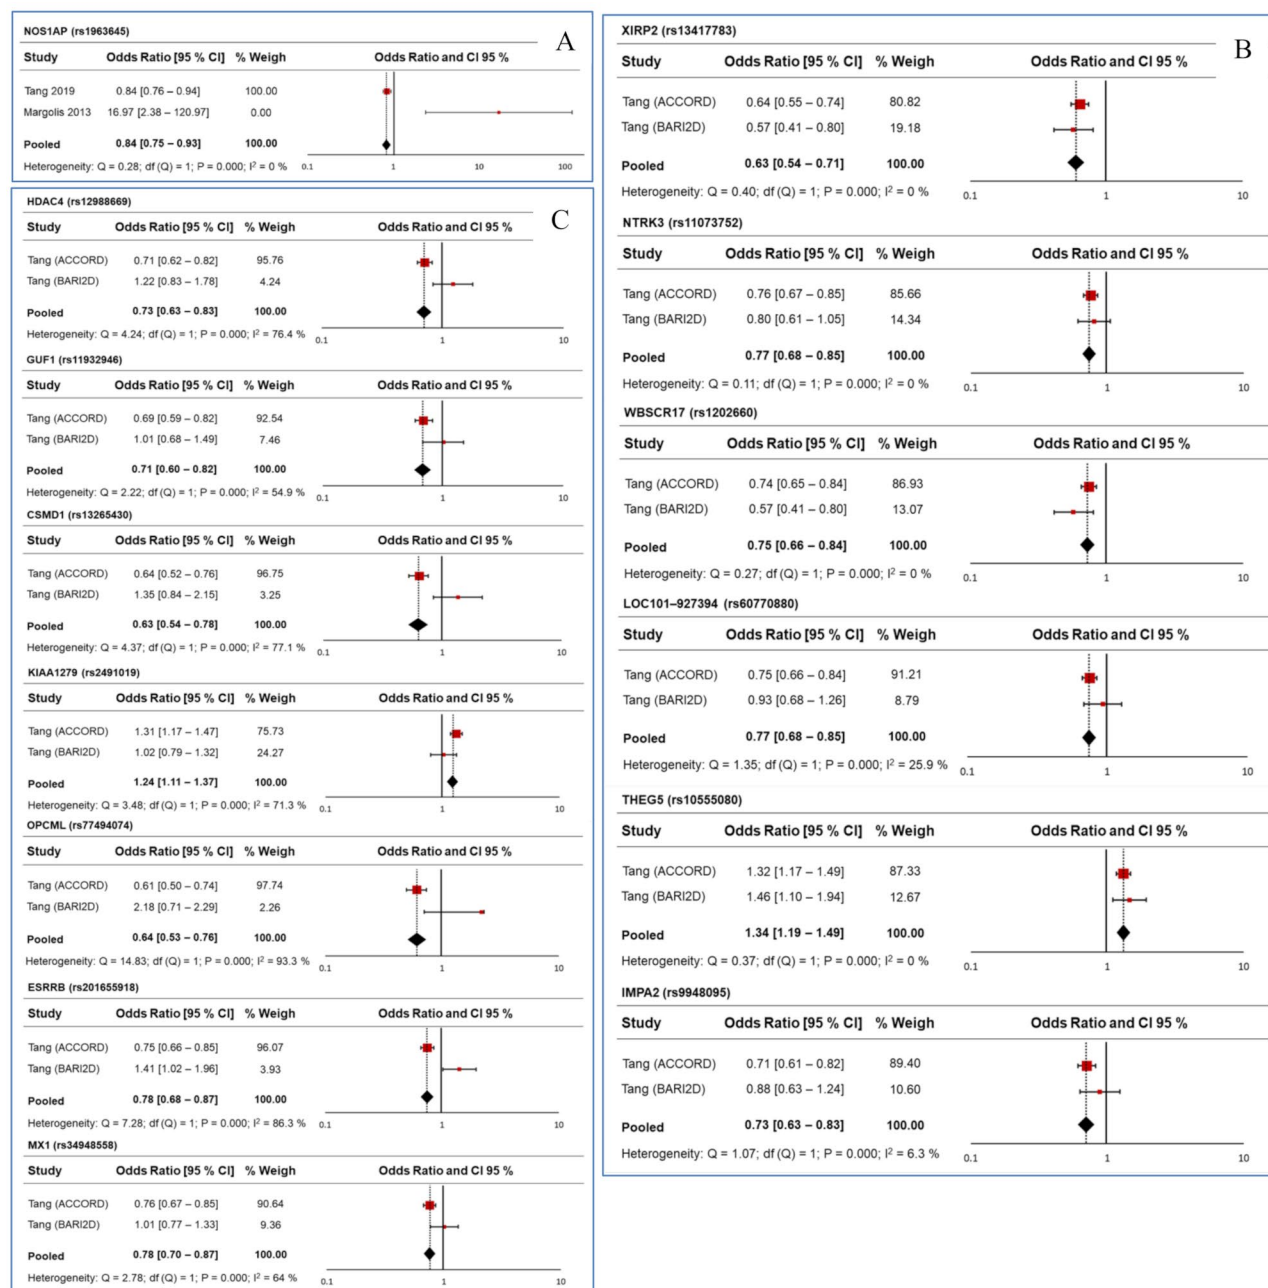 NOS1AP (rs1963645)
A
Study Odds Ratio [95 % CI] % Weigh Odds Ratio and CI 95 %
Tang 2019 0.84 [0.76 – 0.94] 100.00
Margolis 2013 16.97 [2.38 – 120.97] 0.00
Pooled 0.84 [0.75 – 0.93] 100.00
Heterogeneity: Q = 0.28; df (Q) = 1; P = 0.000; I² = 0 %
0.1 1 10 100
HDAC4 (rs12988669)
C
Study Odds Ratio [95 % CI] % Weigh Odds Ratio and CI 95 %
Tang (ACCORD) 0.71 [0.62 – 0.82] 95.76
Tang (BARI2D) 1.22 [0.83 – 1.78] 4.24
Pooled 0.73 [0.63 – 0.83] 100.00
Heterogeneity: Q = 4.24; df (Q) = 1; P = 0.000; I² = 76.4 %
0.1 1 10
GUF1 (rs11932946)
Study Odds Ratio [95 % CI] % Weigh Odds Ratio and CI 95 %
Tang (ACCORD) 0.69 [0.59 – 0.82] 92.54
Tang (BARI2D) 1.01 [0.68 – 1.49] 7.46
Pooled 0.71 [0.60 – 0.82] 100.00
Heterogeneity: Q = 2.22; df (Q) = 1; P = 0.000; I² = 54.9 %
0.1 1 10
CSMD1 (rs13265430)
Study Odds Ratio [95 % CI] % Weigh Odds Ratio and CI 95 %
Tang (ACCORD) 0.64 [0.52 – 0.76] 96.75
Tang (BARI2D) 1.35 [0.84 – 2.15] 3.25
Pooled 0.63 [0.54 – 0.78] 100.00
Heterogeneity: Q = 4.37; df (Q) = 1; P = 0.000; I² = 77.1 %
0.1 1 10
KIAA1279 (rs2491019)
Study Odds Ratio [95 % CI] % Weigh Odds Ratio and CI 95 %
Tang (ACCORD) 1.31 [1.17 – 1.47] 75.73
Tang (BARI2D) 1.02 [0.79 – 1.32] 24.27
Pooled 1.24 [1.11 – 1.37] 100.00
Heterogeneity: Q = 3.48; df (Q) = 1; P = 0.000; I² = 71.3 %
0.1 1 10
OPCML (rs77494074)
Study Odds Ratio [95 % CI] % Weigh Odds Ratio and CI 95 %
Tang (ACCORD) 0.61 [0.50 – 0.74] 97.74
Tang (BARI2D) 2.18 [0.71 – 2.29] 2.26
Pooled 0.64 [0.53 – 0.76] 100.00
Heterogeneity: Q = 14.83; df (Q) = 1; P = 0.000; I² = 93.3 %
0.1 1 10
ESRRB (rs201655918)
Study Odds Ratio [95 % CI] % Weigh Odds Ratio and CI 95 %
Tang (ACCORD) 0.75 [0.66 – 0.85] 96.07
Tang (BARI2D) 1.41 [1.02 – 1.96] 3.93
Pooled 0.78 [0.68 – 0.87] 100.00
Heterogeneity: Q = 7.28; df (Q) = 1; P = 0.000; I² = 86.3 %
0.1 1 10
MX1 (rs34948558)
Study Odds Ratio [95 % CI] % Weigh Odds Ratio and CI 95 %
Tang (ACCORD) 0.76 [0.67 – 0.85] 90.64
Tang (BARI2D) 1.01 [0.77 – 1.33] 9.36
Pooled 0.78 [0.70 – 0.87] 100.00
Heterogeneity: Q = 2.78; df (Q) = 1; P = 0.000; I² = 64 %
0.1 1 10
XIRP2 (rs13417783)
B
Study Odds Ratio [95 % CI] % Weigh Odds Ratio and CI 95 %
Tang (ACCORD) 0.64 [0.55 – 0.74] 80.82
Tang (BARI2D) 0.57 [0.41 – 0.80] 19.18
Pooled 0.63 [0.54 – 0.71] 100.00
Heterogeneity: Q = 0.40; df (Q) = 1; P = 0.000; I² = 0 %
0.1 1 10
NTRK3 (rs11073752)
Study Odds Ratio [95 % CI] % Weigh Odds Ratio and CI 95 %
Tang (ACCORD) 0.76 [0.67 – 0.85] 85.66
Tang (BARI2D) 0.80 [0.61 – 1.05] 14.34
Pooled 0.77 [0.68 – 0.85] 100.00
Heterogeneity: Q = 0.11; df (Q) = 1; P = 0.000; I² = 0 %
0.1 1 10
WBSCR17 (rs1202660)
Study Odds Ratio [95 % CI] % Weigh Odds Ratio and CI 95 %
Tang (ACCORD) 0.74 [0.65 – 0.84] 86.93
Tang (BARI2D) 0.57 [0.41 – 0.80] 13.07
Pooled 0.75 [0.66 – 0.84] 100.00
Heterogeneity: Q = 0.27; df (Q) = 1; P = 0.000; I² = 0 %
0.1 1 10
LOC101–927394 (rs60770880)
Study Odds Ratio [95 % CI] % Weigh Odds Ratio and CI 95 %
Tang (ACCORD) 0.75 [0.66 – 0.84] 91.21
Tang (BARI2D) 0.93 [0.68 – 1.26] 8.79
Pooled 0.77 [0.68 – 0.85] 100.00
Heterogeneity: Q = 1.35; df (Q) = 1; P = 0.000; I² = 25.9 %
0.1 1 10
THEG5 (rs10555080)
Study Odds Ratio [95 % CI] % Weigh Odds Ratio and CI 95 %
Tang (ACCORD) 1.32 [1.17 – 1.49] 87.33
Tang (BARI2D) 1.46 [1.10 – 1.94] 12.67
Pooled 1.34 [1.19 – 1.49] 100.00
Heterogeneity: Q = 0.37; df (Q) = 1; P = 0.000; I² = 0 %
0.1 1 10
IMPA2 (rs9948095)
Study Odds Ratio [95 % CI] % Weigh Odds Ratio and CI 95 %
Tang (ACCORD) 0.71 [0.61 – 0.82] 89.40
Tang (BARI2D) 0.88 [0.63 – 1.24] 10.60
Pooled 0.73 [0.63 – 0.83] 100.00
Heterogeneity: Q = 1.07; df (Q) = 1; P = 0.000; I² = 6.3 %
0.1 1 10